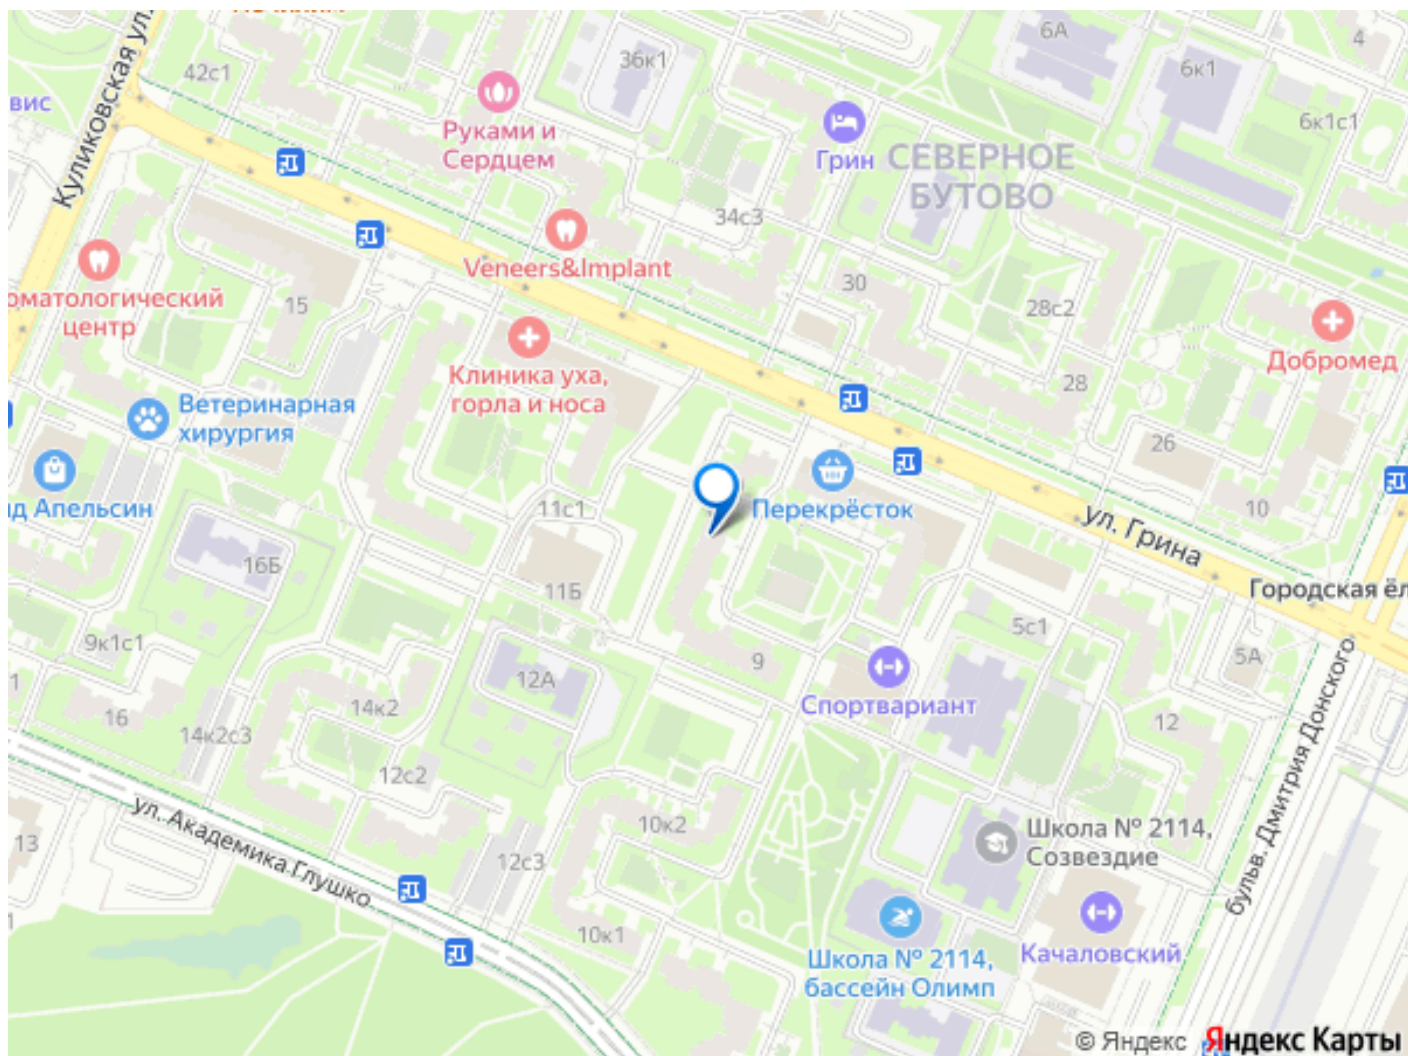 Куликовская ул.
42с1
36к1
6А
4
6к1
6к1с1
вис
Руками и
Сердцем
Грин
СЕВЕРНОЕ
БУТОВО
34с3
Veneers&Implant
оматологический
центр
15
30
28с2
Добромед
Клиника уха,
горла и носа
28
Ветеринарная
хирургия
26
д Апельсин
11с1
Перекрёсток
10
ул. Грина
16Б
11Б
Городская ёл
9к1с1
5с1
5А
9
12А
1
16
14к2
14к2с3
Спортвариант
12
12с2
бульв. Дмитрия Донского
ул. Академика Глушко
13
10к2
12с3
Школа № 2114,
Созвездие
10к1
Качаловский
Школа № 2114,
бассейн Олимп
© Яндекс Яндекс Карты